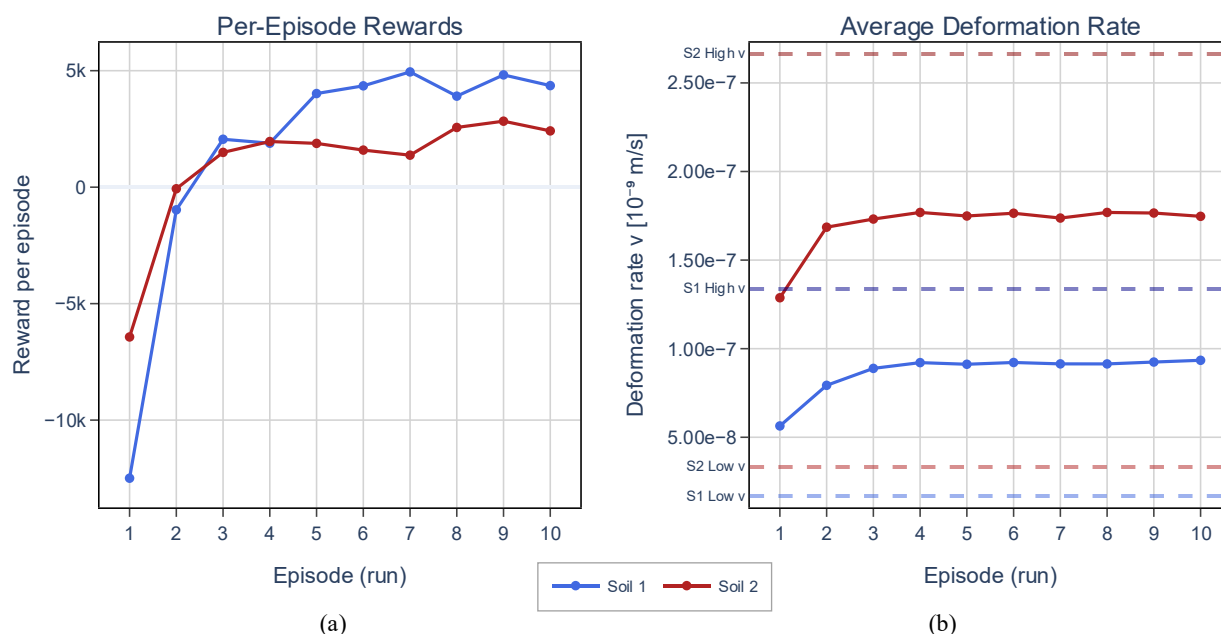 Per-Episode Rewards
Reward per episode
5k
0
−5k
−10k
1 2 3 4 5 6 7 8 9 10
Episode (run)
(a)
Average Deformation Rate
Deformation rate v [10⁻⁹ m/s]
S2 High v
2.50e−7
2.00e−7
1.50e−7
S1 High v
1.00e−7
5.00e−8
S2 Low v
S1 Low v
1 2 3 4 5 6 7 8 9 10
Episode (run)
(b)
Soil 1 Soil 2